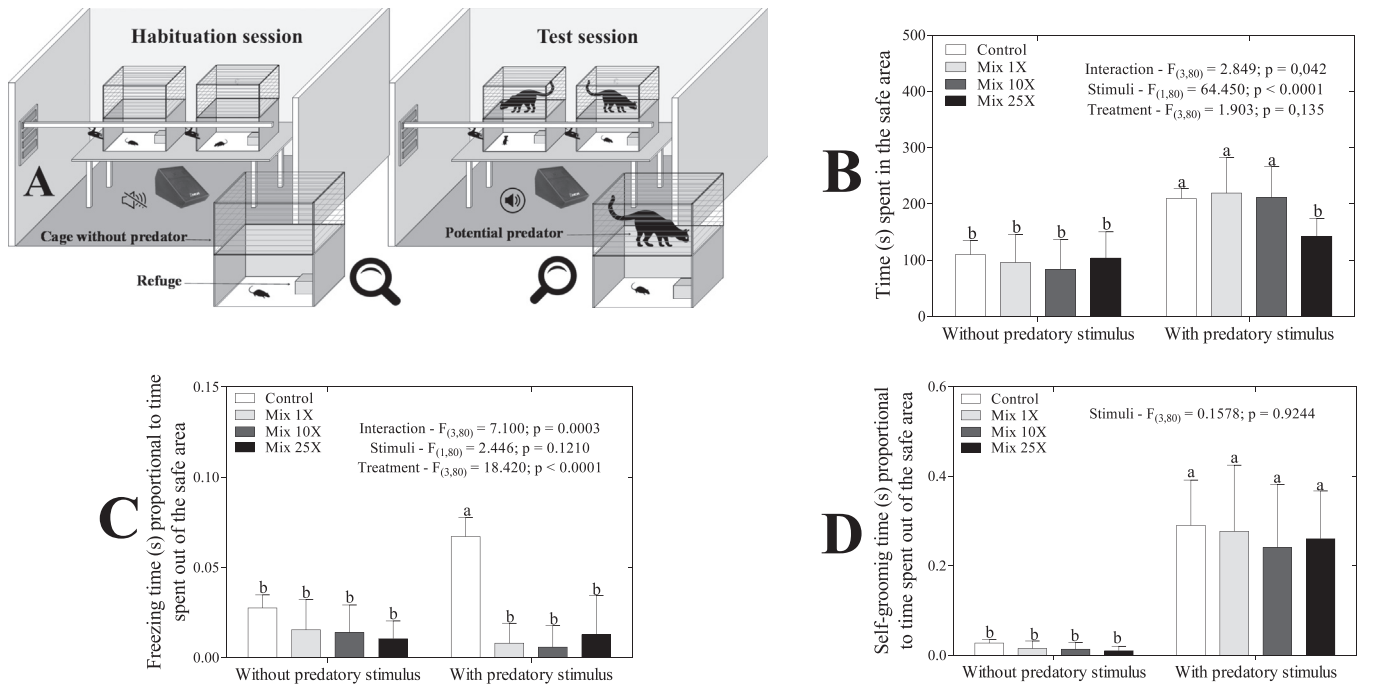 Habituation session
Test session
A
Cage without predator
Refuge
Potential predator
B
Time (s) spent in the safe area
500
400
300
200
100
0
Control
Mix 1X
Mix 10X
Mix 25X
Interaction - F(3,80) = 2.849; p = 0,042
Stimuli - F(1,80) = 64.450; p < 0.0001
Treatment - F(3,80) = 1.903; p = 0,135
b
b
b
b
a
a
a
b
Without predatory stimulus
With predatory stimulus
C
Freezing time (s) proportional to time
spent out of the safe area
0.15
0.10
0.05
0.00
Control
Mix 1X
Mix 10X
Mix 25X
Interaction - F(3,80) = 7.100; p = 0.0003
Stimuli - F(1,80) = 2.446; p = 0.1210
Treatment - F(3,80) = 18.420; p < 0.0001
b
b
b
b
a
b
b
b
Without predatory stimulus
With predatory stimulus
D
Self-groomig time (s) proportional
to time spent out of the safe area
0.6
0.4
0.2
0.0
Control
Mix 1X
Mix 10X
Mix 25X
Stimuli - F(3,80) = 0.1578; p = 0.9244
b
b
b
b
a
a
a
a
Without predatory stimulus
With predatory stimulus